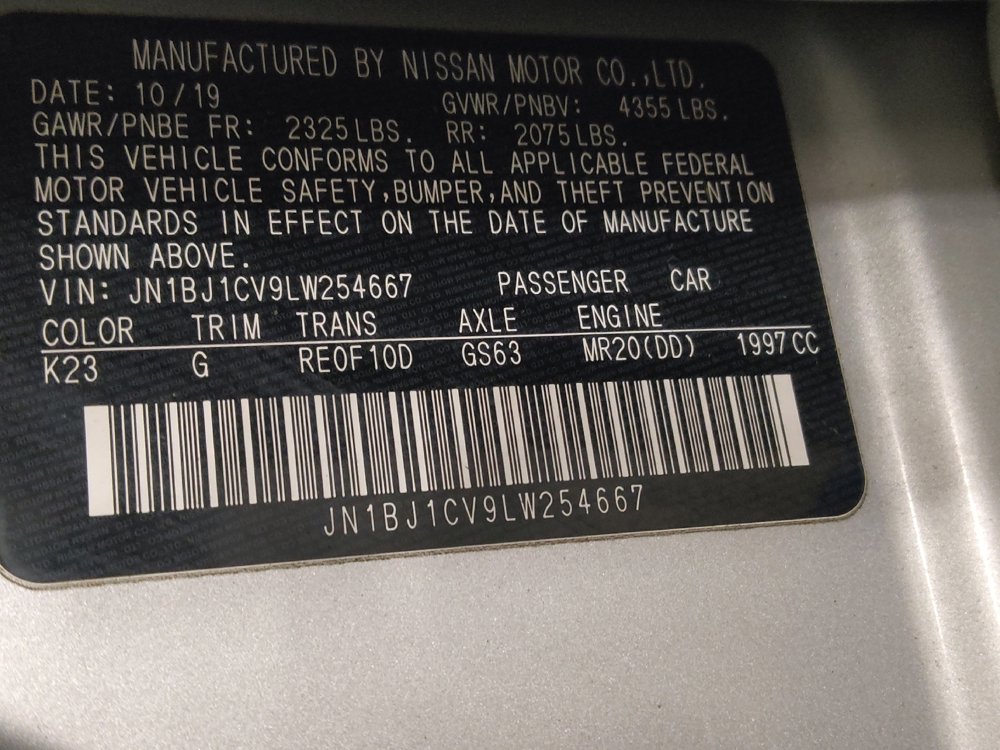 MANUFACTURED BY NISSAN MOTOR CO.,LTD.
DATE: 10/19 GVWR/PNBV: 4355 LBS.
GAWR/PNBE FR: 2325 LBS. RR: 2075 LBS.
THIS VEHICLE CONFORMS TO ALL APPLICABLE FEDERAL
MOTOR VEHICLE SAFETY,BUMPER,AND THEFT PREVENTION
STANDARDS IN EFFECT ON THE DATE OF MANUFACTURE
SHOWN ABOVE.
VIN: JN1BJ1CV9LW254667 PASSENGER CAR
COLOR TRIM TRANS AXLE ENGINE
K23 G RE0F10D GS63 MR20(DD) 1997 CC
JN1BJ1CV9LW254667